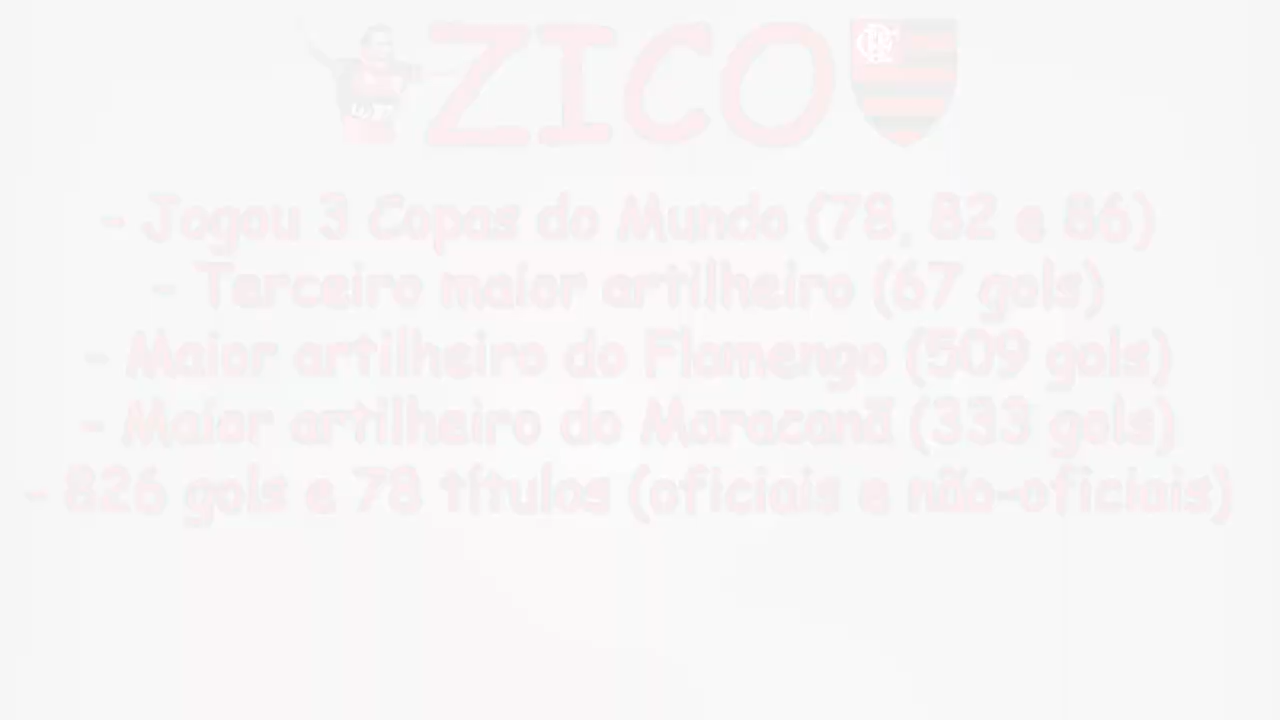 ZICO
- Jogou 3 Copas do Mundo (78, 82 e 86)
- Terceiro maior artilheiro (67 gols)
- Maior artilheiro do Flamengo (509 gols)
- Maior artilheiro do Maracanã (333 gols)
- 826 gols e 78 títulos (oficiais e não-oficiais)